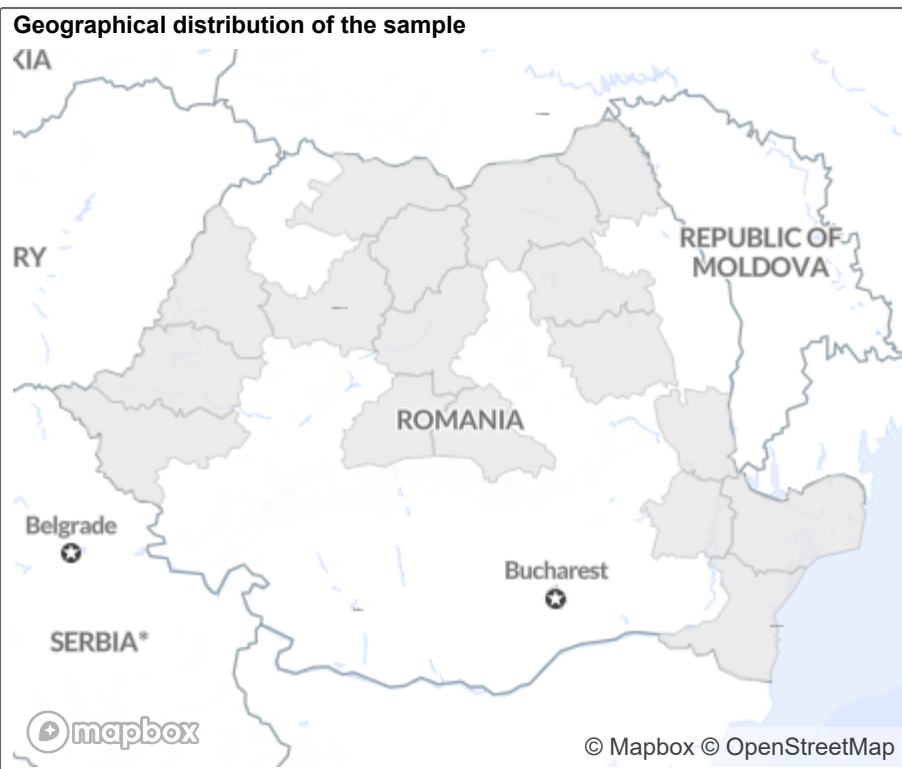 Geographical distribution of the sample
KIA
RY
REPUBLIC OF
MOLDOVA
ROMANIA
Belgrade
Bucharest
SERBIA*
mapbox
© Mapbox © OpenStreetMap